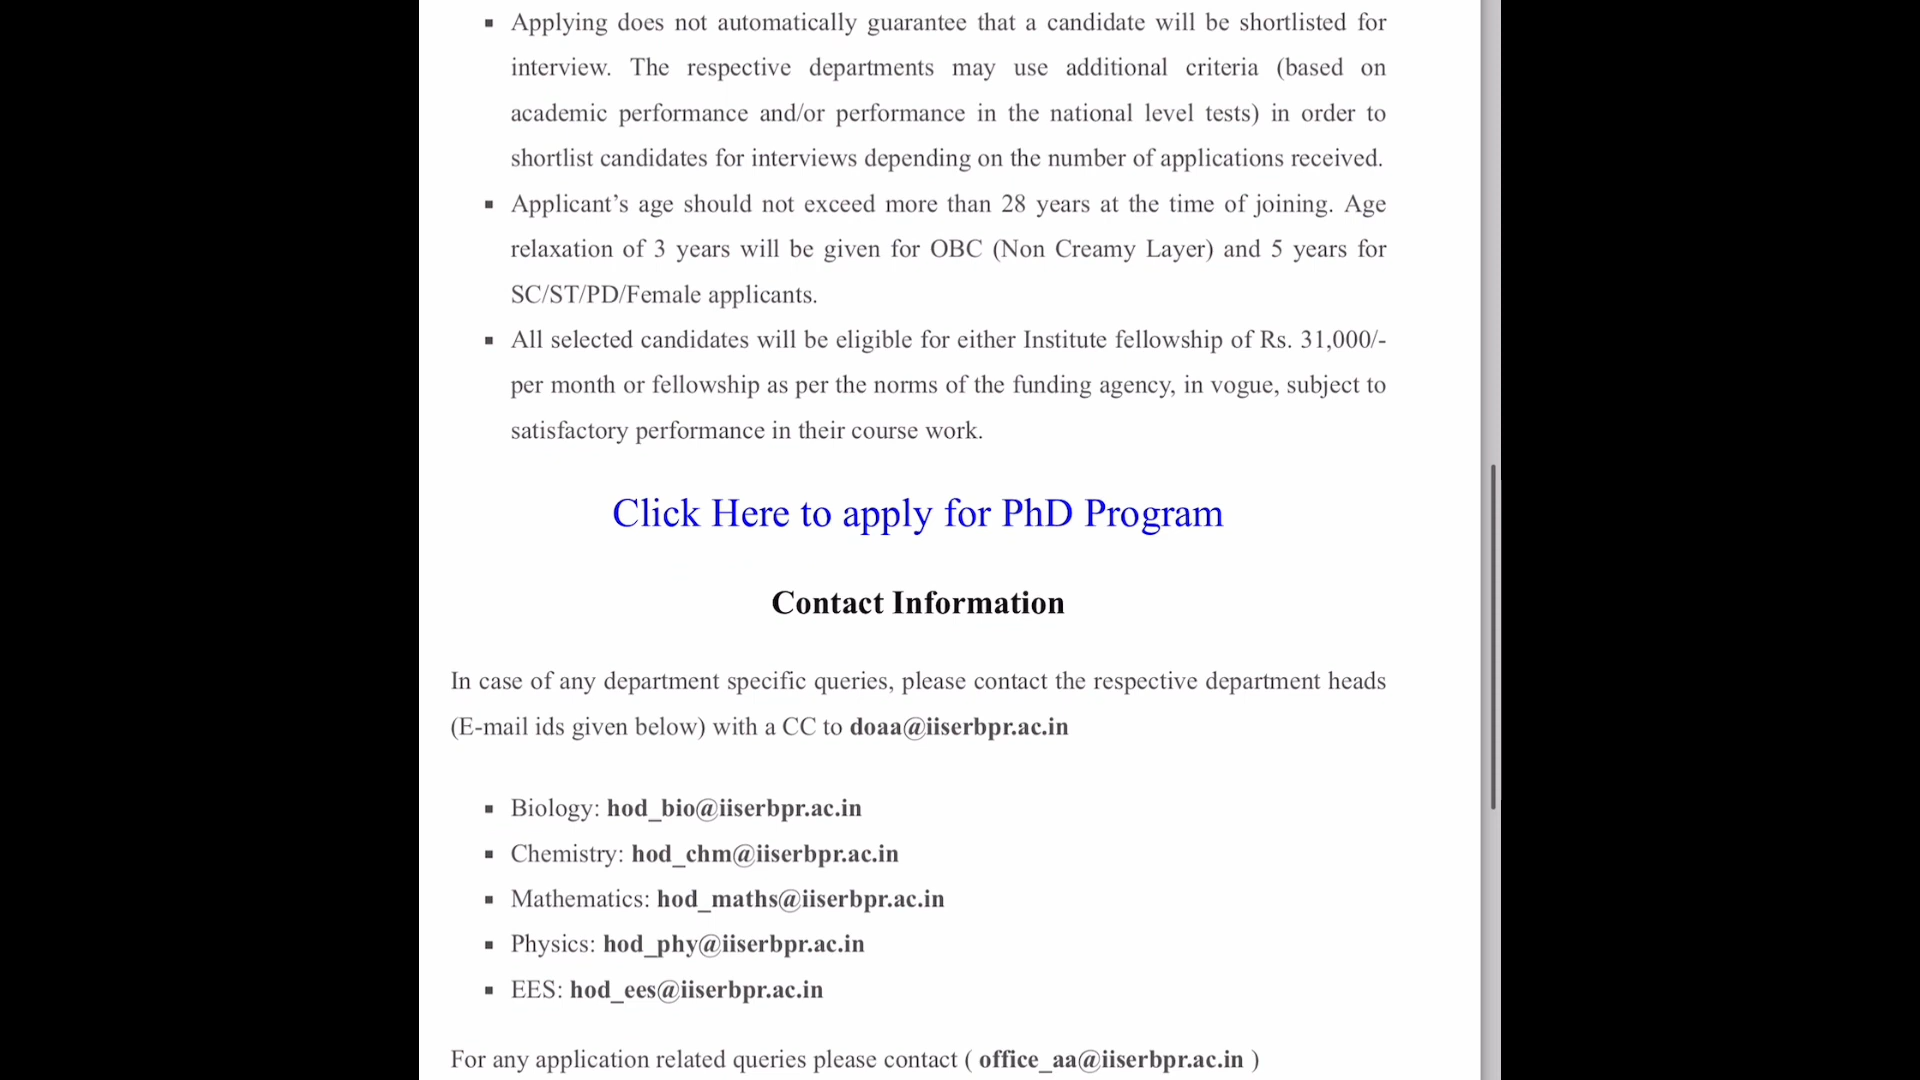 ▪ Applying does not automatically guarantee that a candidate will be shortlisted for
interview. The respective departments may use additional criteria (based on
academic performance and/or performance in the national level tests) in order to
shortlist candidates for interviews depending on the number of applications received.
▪ Applicant’s age should not exceed more than 28 years at the time of joining. Age
relaxation of 3 years will be given for OBC (Non Creamy Layer) and 5 years for
SC/ST/PD/Female applicants.
▪ All selected candidates will be eligible for either Institute fellowship of Rs. 31,000/-
per month or fellowship as per the norms of the funding agency, in vogue, subject to
satisfactory performance in their course work.
Click Here to apply for PhD Program
Contact Information
In case of any department specific queries, please contact the respective department heads
(E-mail ids given below) with a CC to doaa@iiserbpr.ac.in
▪ Biology: hod_bio@iiserbpr.ac.in
▪ Chemistry: hod_chm@iiserbpr.ac.in
▪ Mathematics: hod_maths@iiserbpr.ac.in
▪ Physics: hod_phy@iiserbpr.ac.in
▪ EES: hod_ees@iiserbpr.ac.in
For any application related queries please contact ( office_aa@iiserbpr.ac.in )